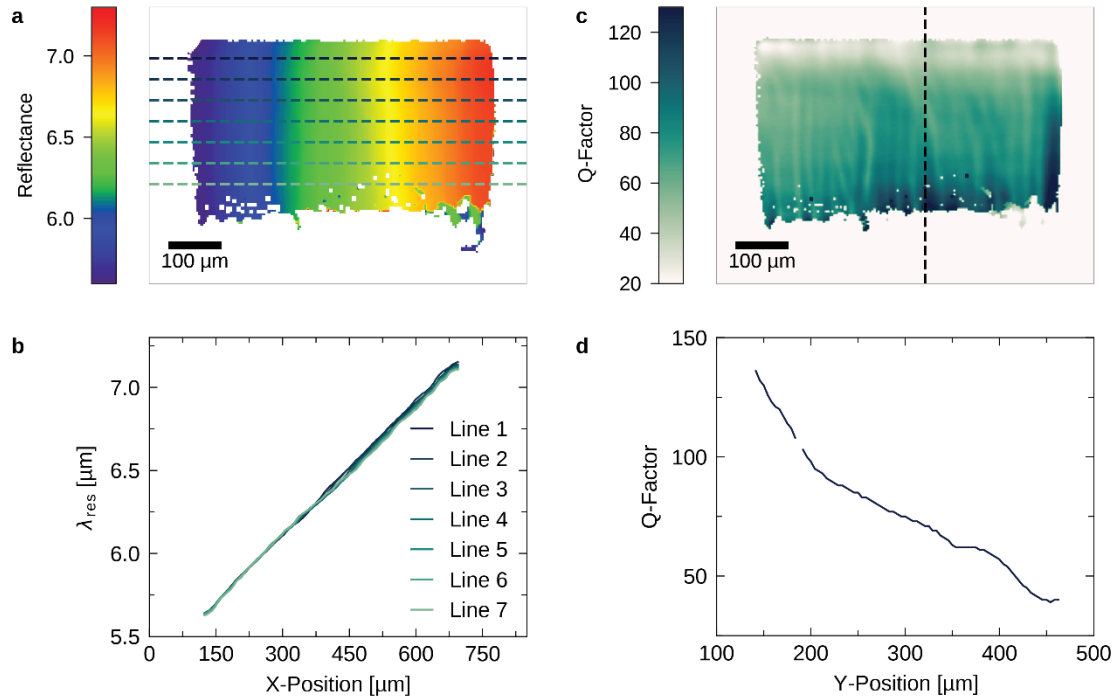 a
7.0
6.5
6.0
Reflectance
100 µm
c
120
100
80
60
40
20
Q-Factor
100 µm
b
7.0
6.5
6.0
5.5
λres [µm]
0 150 300 450 600 750
X-Position [µm]
Line 1
Line 2
Line 3
Line 4
Line 5
Line 6
Line 7
d
150
100
50
Q-Factor
100 200 300 400 500
Y-Position [µm]